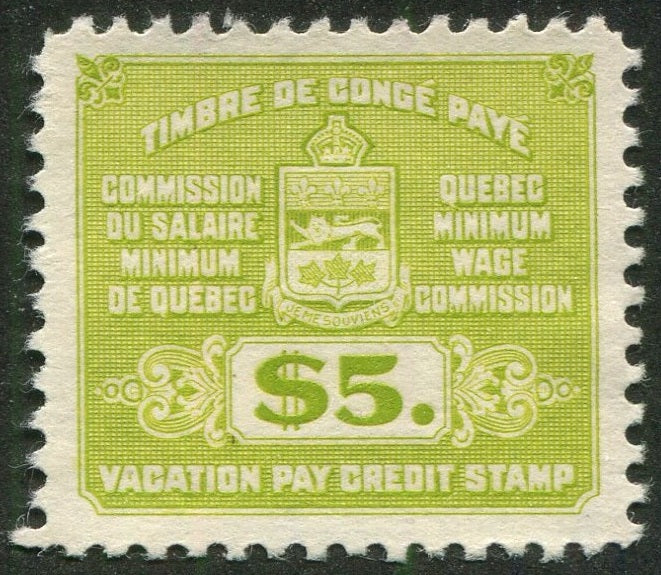 TIMBRE DE CONGÉ PAYÉ
COMMISSION
DU SALAIRE
MINIMUM
DE QUÉBEC
QUEBEC
MINIMUM
WAGE
COMMISSION
JE ME SOUVIENS
$5.
VACATION PAY CREDIT STAMP